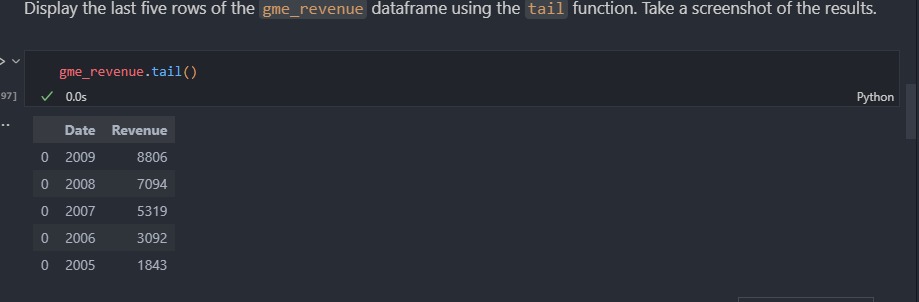 Display the last five rows of the gme_revenue dataframe using the tail function. Take a screenshot of the results.
gme_revenue.tail()
97]
0.0s
Python
..
Date Revenue
0 2009 8806
0 2008 7094
0 2007 5319
0 2006 3092
0 2005 1843